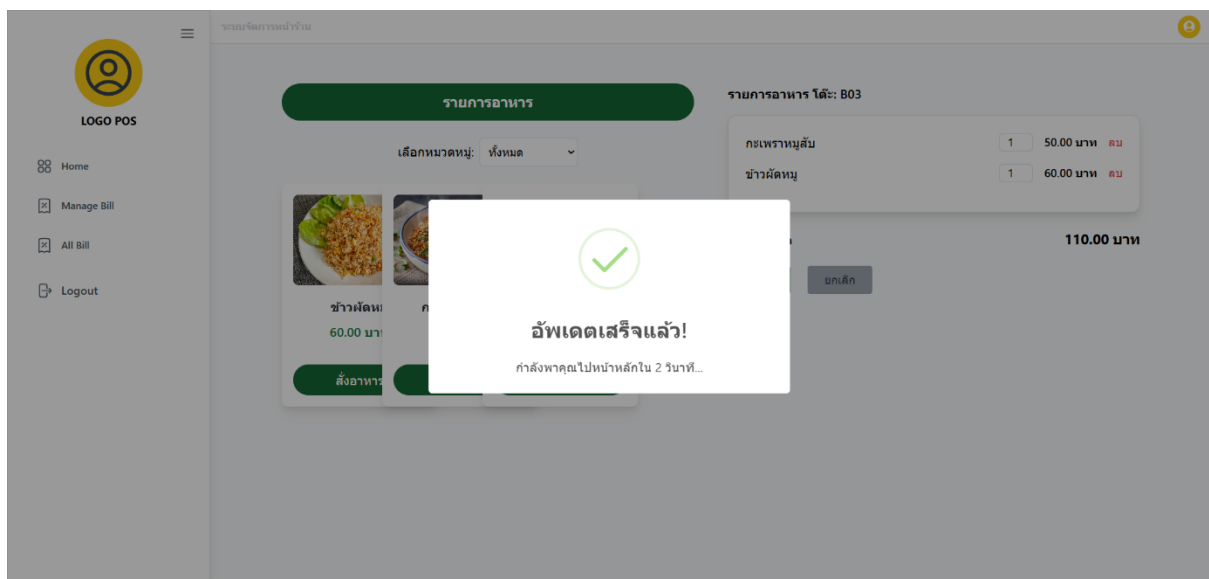 ระบบจัดการหน้าร้าน
LOGO POS
Home
Manage Bill
All Bill
Logout
รายการอาหาร
เลือกหมวดหมู่: ทั้งหมด
ข้าวผัดหมู
60.00 บาท
สั่งอาหาร
รายการอาหาร โต๊ะ: B03
กะเพราหมูสับ 1 50.00 บาท ลบ
ข้าวผัดหมู 1 60.00 บาท ลบ
110.00 บาท
ยกเลิก
อัพเดตเสร็จแล้ว!
กำลังพาคุณไปหน้าหลักใน 2 วินาที...